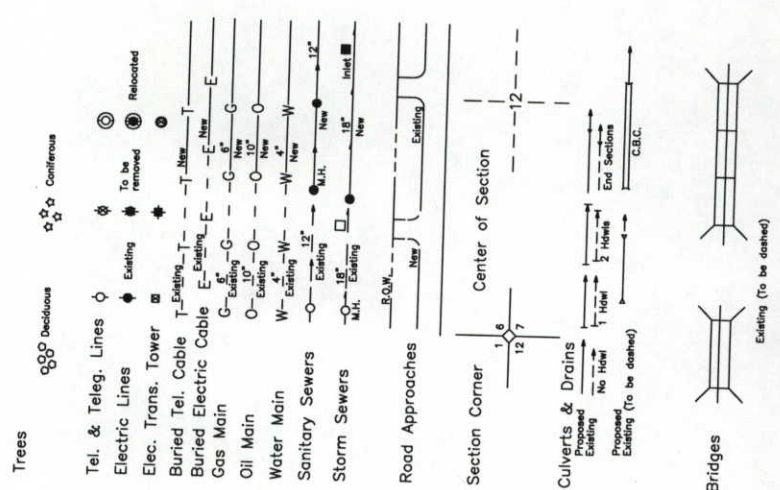 Trees
Deciduous
Coniferous
Existing
To be removed
Relocated
Tel. & Teleg. Lines
Electric Lines
Elec. Trans. Tower
Buried Tel. Cable T Existing T T T New T
Buried Electric Cable E Existing E E New E
Gas Main G 6" Existing G G 6" New G
Oil Main O 10" Existing O O 10" New O
Water Main W 4" Existing W W 4" New W
Sanitary Sewers 12" Existing M.H. New 12"
Storm Sewers M.H. 18" Existing 18" New Inlet
Road Approaches
R.O.W.
New
Existing
Section Corner
1 6
12 7
Center of Section
12
Culverts & Drains
Proposed
Existing
No Hdwl
1 Hdwl
2 Hdwls
End Sections
Proposed
Existing (To be dashed)
C.B.C.
Bridges
Existing (To be dashed)